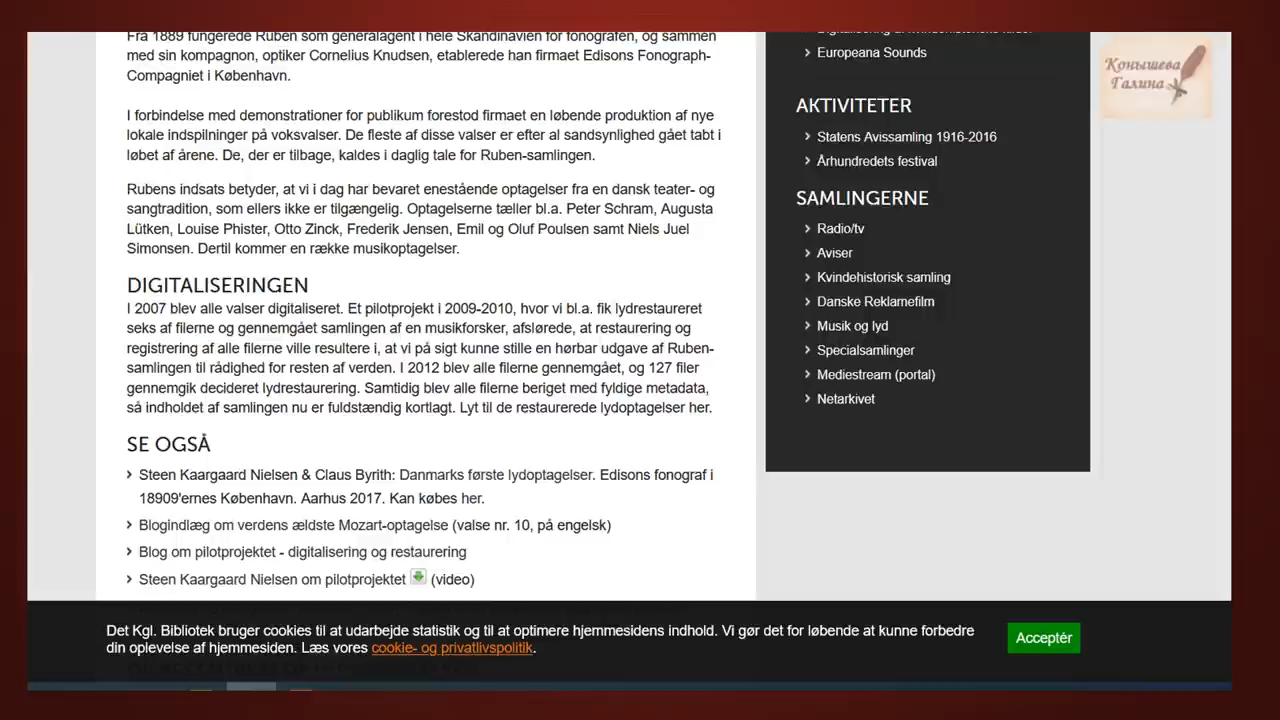 Fra 1889 fungerede Ruben som generalagent i hele Skandinavien for fonografen, og sammen
med sin kompagnon, optiker Cornelius Knudsen, etablerede han firmaet Edisons Fonograph-
Compagniet i København.
I forbindelse med demonstrationer for publikum forestod firmaet en løbende produktion af nye
lokale indspilninger på voksvalser. De fleste af disse valser er efter al sandsynlighed gået tabt i
løbet af årene. De, der er tilbage, kaldes i daglig tale for Ruben-samlingen.
Rubens indsats betyder, at vi i dag har bevaret enestående optagelser fra en dansk teater- og
sangtradition, som ellers ikke er tilgængelig. Optagelserne tæller bl.a. Peter Schram, Augusta
Lütken, Louise Phister, Otto Zinck, Frederik Jensen, Emil og Oluf Poulsen samt Niels Juel
Simonsen. Dertil kommer en række musikoptagelser.
DIGITALISERINGEN
I 2007 blev alle valser digitaliseret. Et pilotprojekt i 2009-2010, hvor vi bl.a. fik lydrestaureret
seks af filerne og gennemgået samlingen af en musikforsker, afslørede, at restaurering og
registrering af alle filerne ville resultere i, at vi på sigt kunne stille en hørbar udgave af Ruben-
samlingen til rådighed for resten af verden. I 2012 blev alle filerne gennemgået, og 127 filer
gennemgik decideret lydrestaurering. Samtidig blev alle filerne beriget med fyldige metadata,
så indholdet af samlingen nu er fuldstændig kortlagt. Lyt til de restaurerede lydoptagelser her.
SE OGSÅ
Steen Kaargaard Nielsen & Claus Byrith: Danmarks første lydoptagelser. Edisons fonograf i
18909'ernes København. Aarhus 2017. Kan købes her.
Blogindlæg om verdens ældste Mozart-optagelse (valse nr. 10, på engelsk)
Blog om pilotprojektet - digitalisering og restaurering
Steen Kaargaard Nielsen om pilotprojektet (video)
Europeana Sounds
AKTIVITETER
Statens Avissamling 1916-2016
Århundredets festival
SAMLINGERNE
Radio/tv
Aviser
Kvindehistorisk samling
Danske Reklamefilm
Musik og lyd
Specialsamlinger
Mediestream (portal)
Netarkivet
Конышева
Галина
Det Kgl. Bibliotek bruger cookies til at udarbejde statistik og til at optimere hjemmesidens indhold. Vi gør det for løbende at kunne forbedre
din oplevelse af hjemmesiden. Læs vores cookie- og privatlivspolitik.
Acceptér